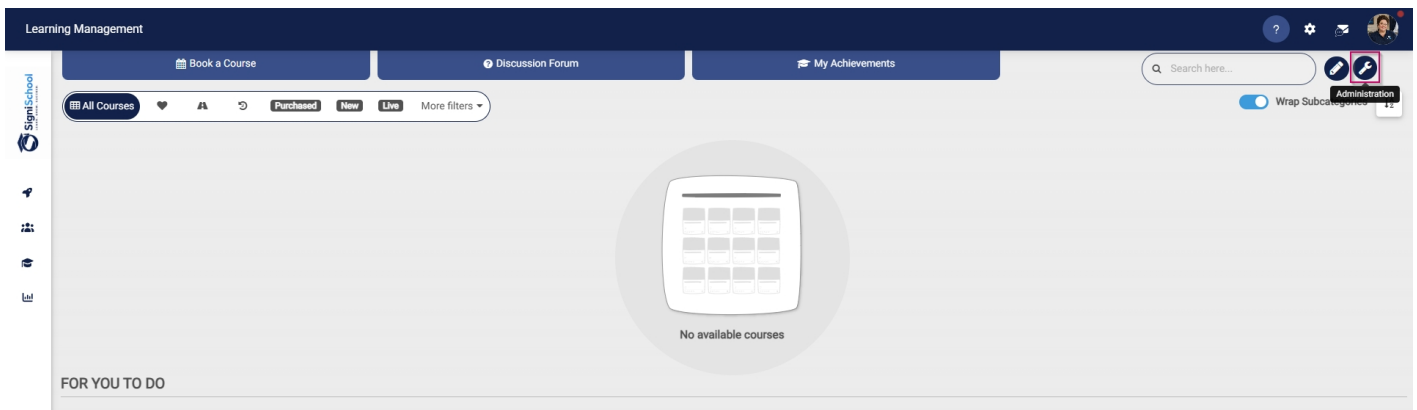 Learning Management
?
Book a Course
Discussion Forum
My Achievements
Search here...
Administration
All Courses
Purchased
New
Live
More filters
Wrap Subcategories
SigniSchool
No available courses
FOR YOU TO DO